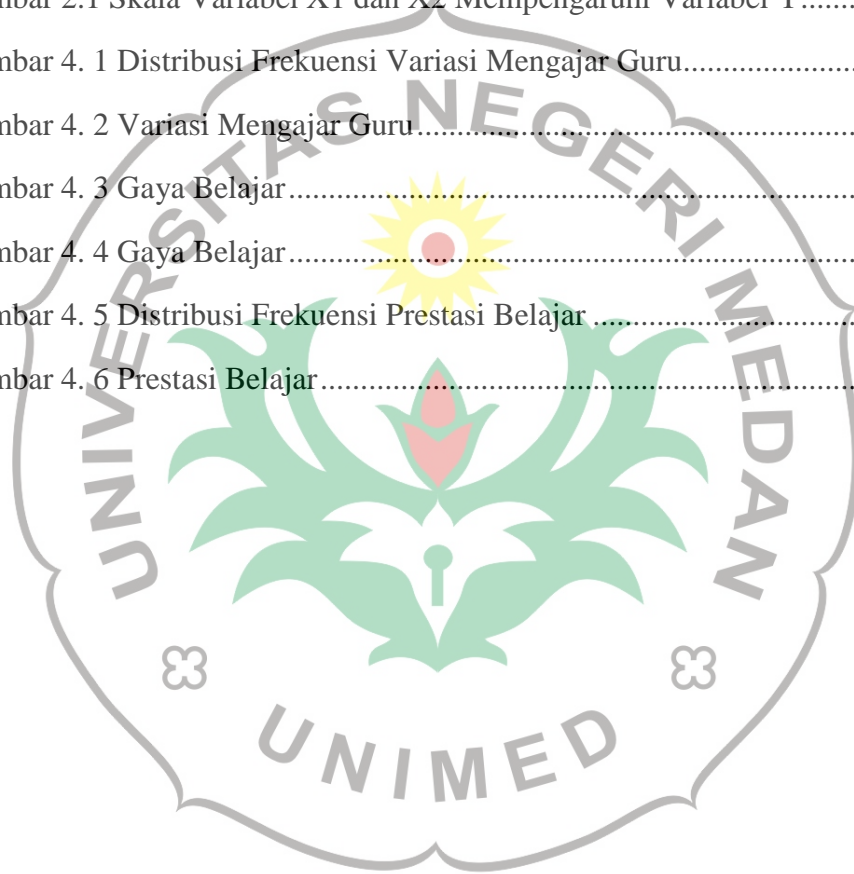 mbar 2.1 Skala Variabel X1 dan X2 Mempengaruhi Variabel Y.......
mbar 4. 1 Distribusi Frekuensi Variasi Mengajar Guru.....................
mbar 4. 2 Variasi Mengajar Guru......................................................
mbar 4. 3 Gaya Belajar......................................................................
mbar 4. 4 Gaya Belajar......................................................................
mbar 4. 5 Distribusi Frekuensi Prestasi Belajar ................................
mbar 4. 6 Prestasi Belajar..................................................................
UNIVERSITAS NEGERI MEDAN
UNIMED